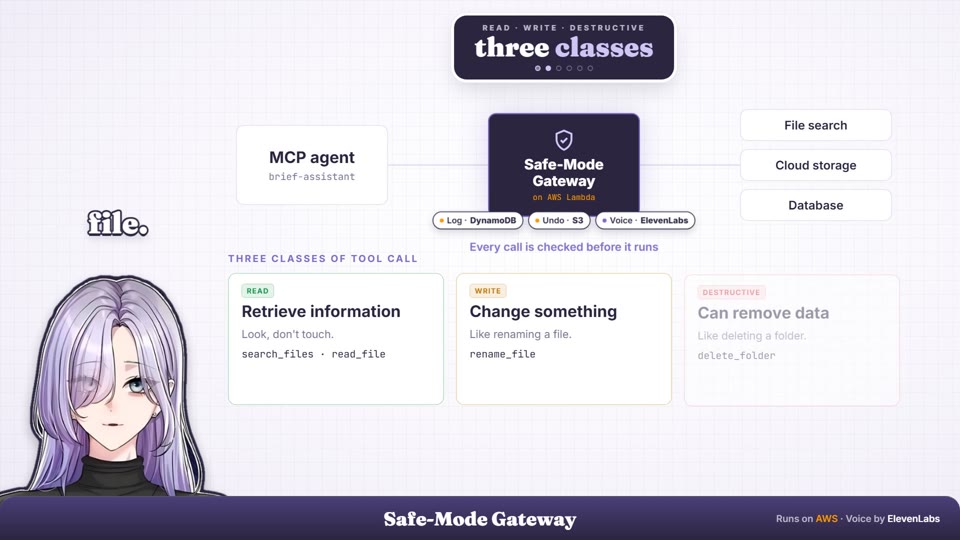 READ · WRITE · DESTRUCTIVE
three classes
MCP agent
brief-assistant
Safe-Mode
Gateway
on AWS Lambda
File search
Cloud storage
Database
Log · DynamoDB
Undo · S3
Voice · ElevenLabs
Every call is checked before it runs
file.
THREE CLASSES OF TOOL CALL
READ
Retrieve information
Look, don't touch.
search_files · read_file
WRITE
Change something
Like renaming a file.
rename_file
DESTRUCTIVE
Can remove data
Like deleting a folder.
delete_folder
Safe-Mode Gateway
Runs on AWS · Voice by ElevenLabs